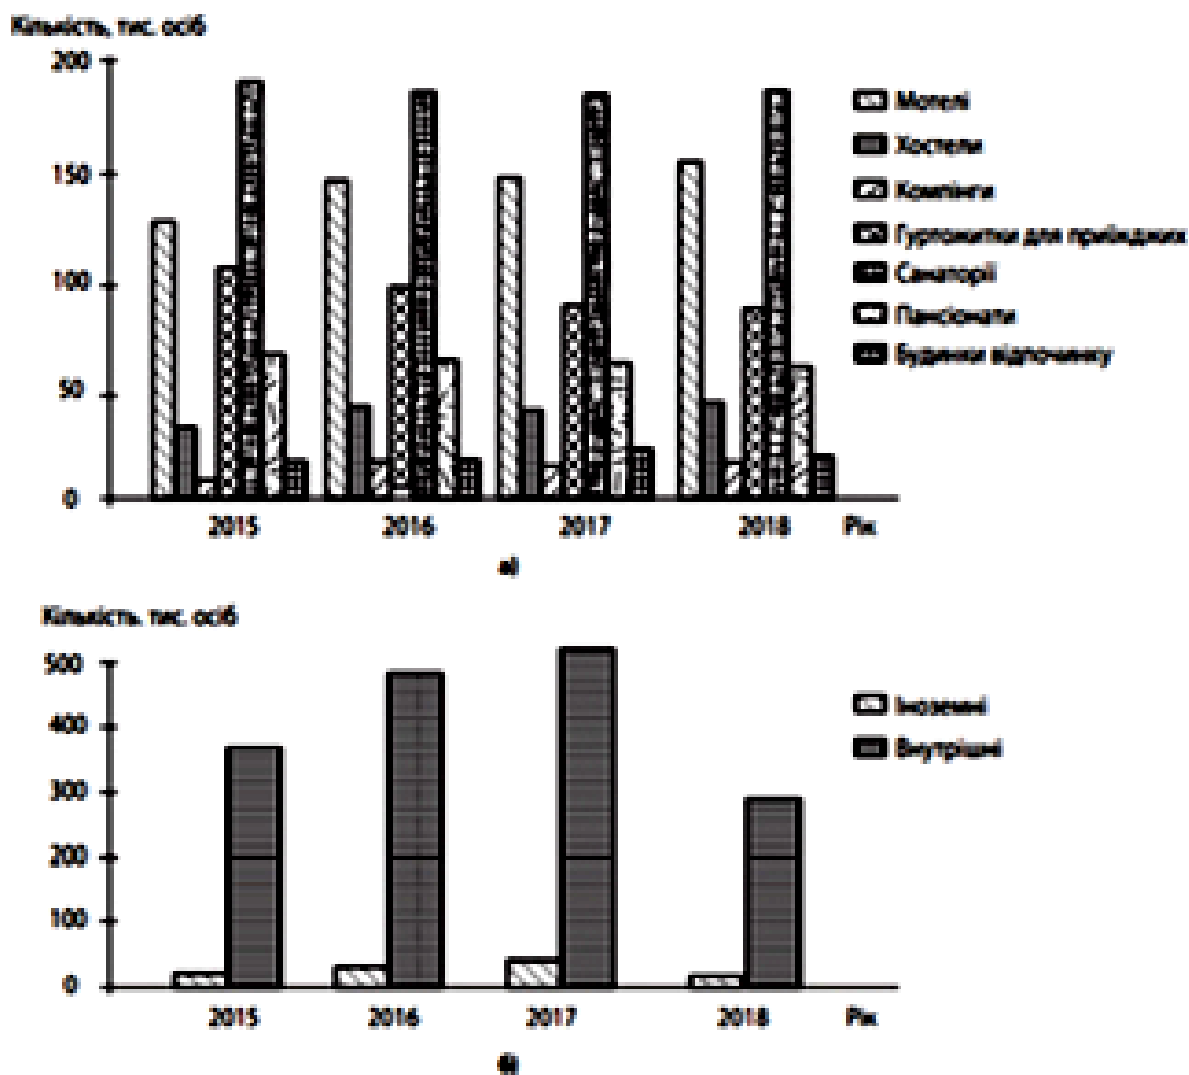 Кількість, тис. осіб
200
150
100
50
0
2015 2016 2017 2018 Рік
Мотелі
Хостели
Кемпінги
Гуртожитки для приїжджих
Санаторії
Пансіонати
Будинки відпочинку
а)
Кількість, тис. осіб
500
400
300
200
100
0
2015 2016 2017 2018 Рік
Іноземні
Внутрішні
б)